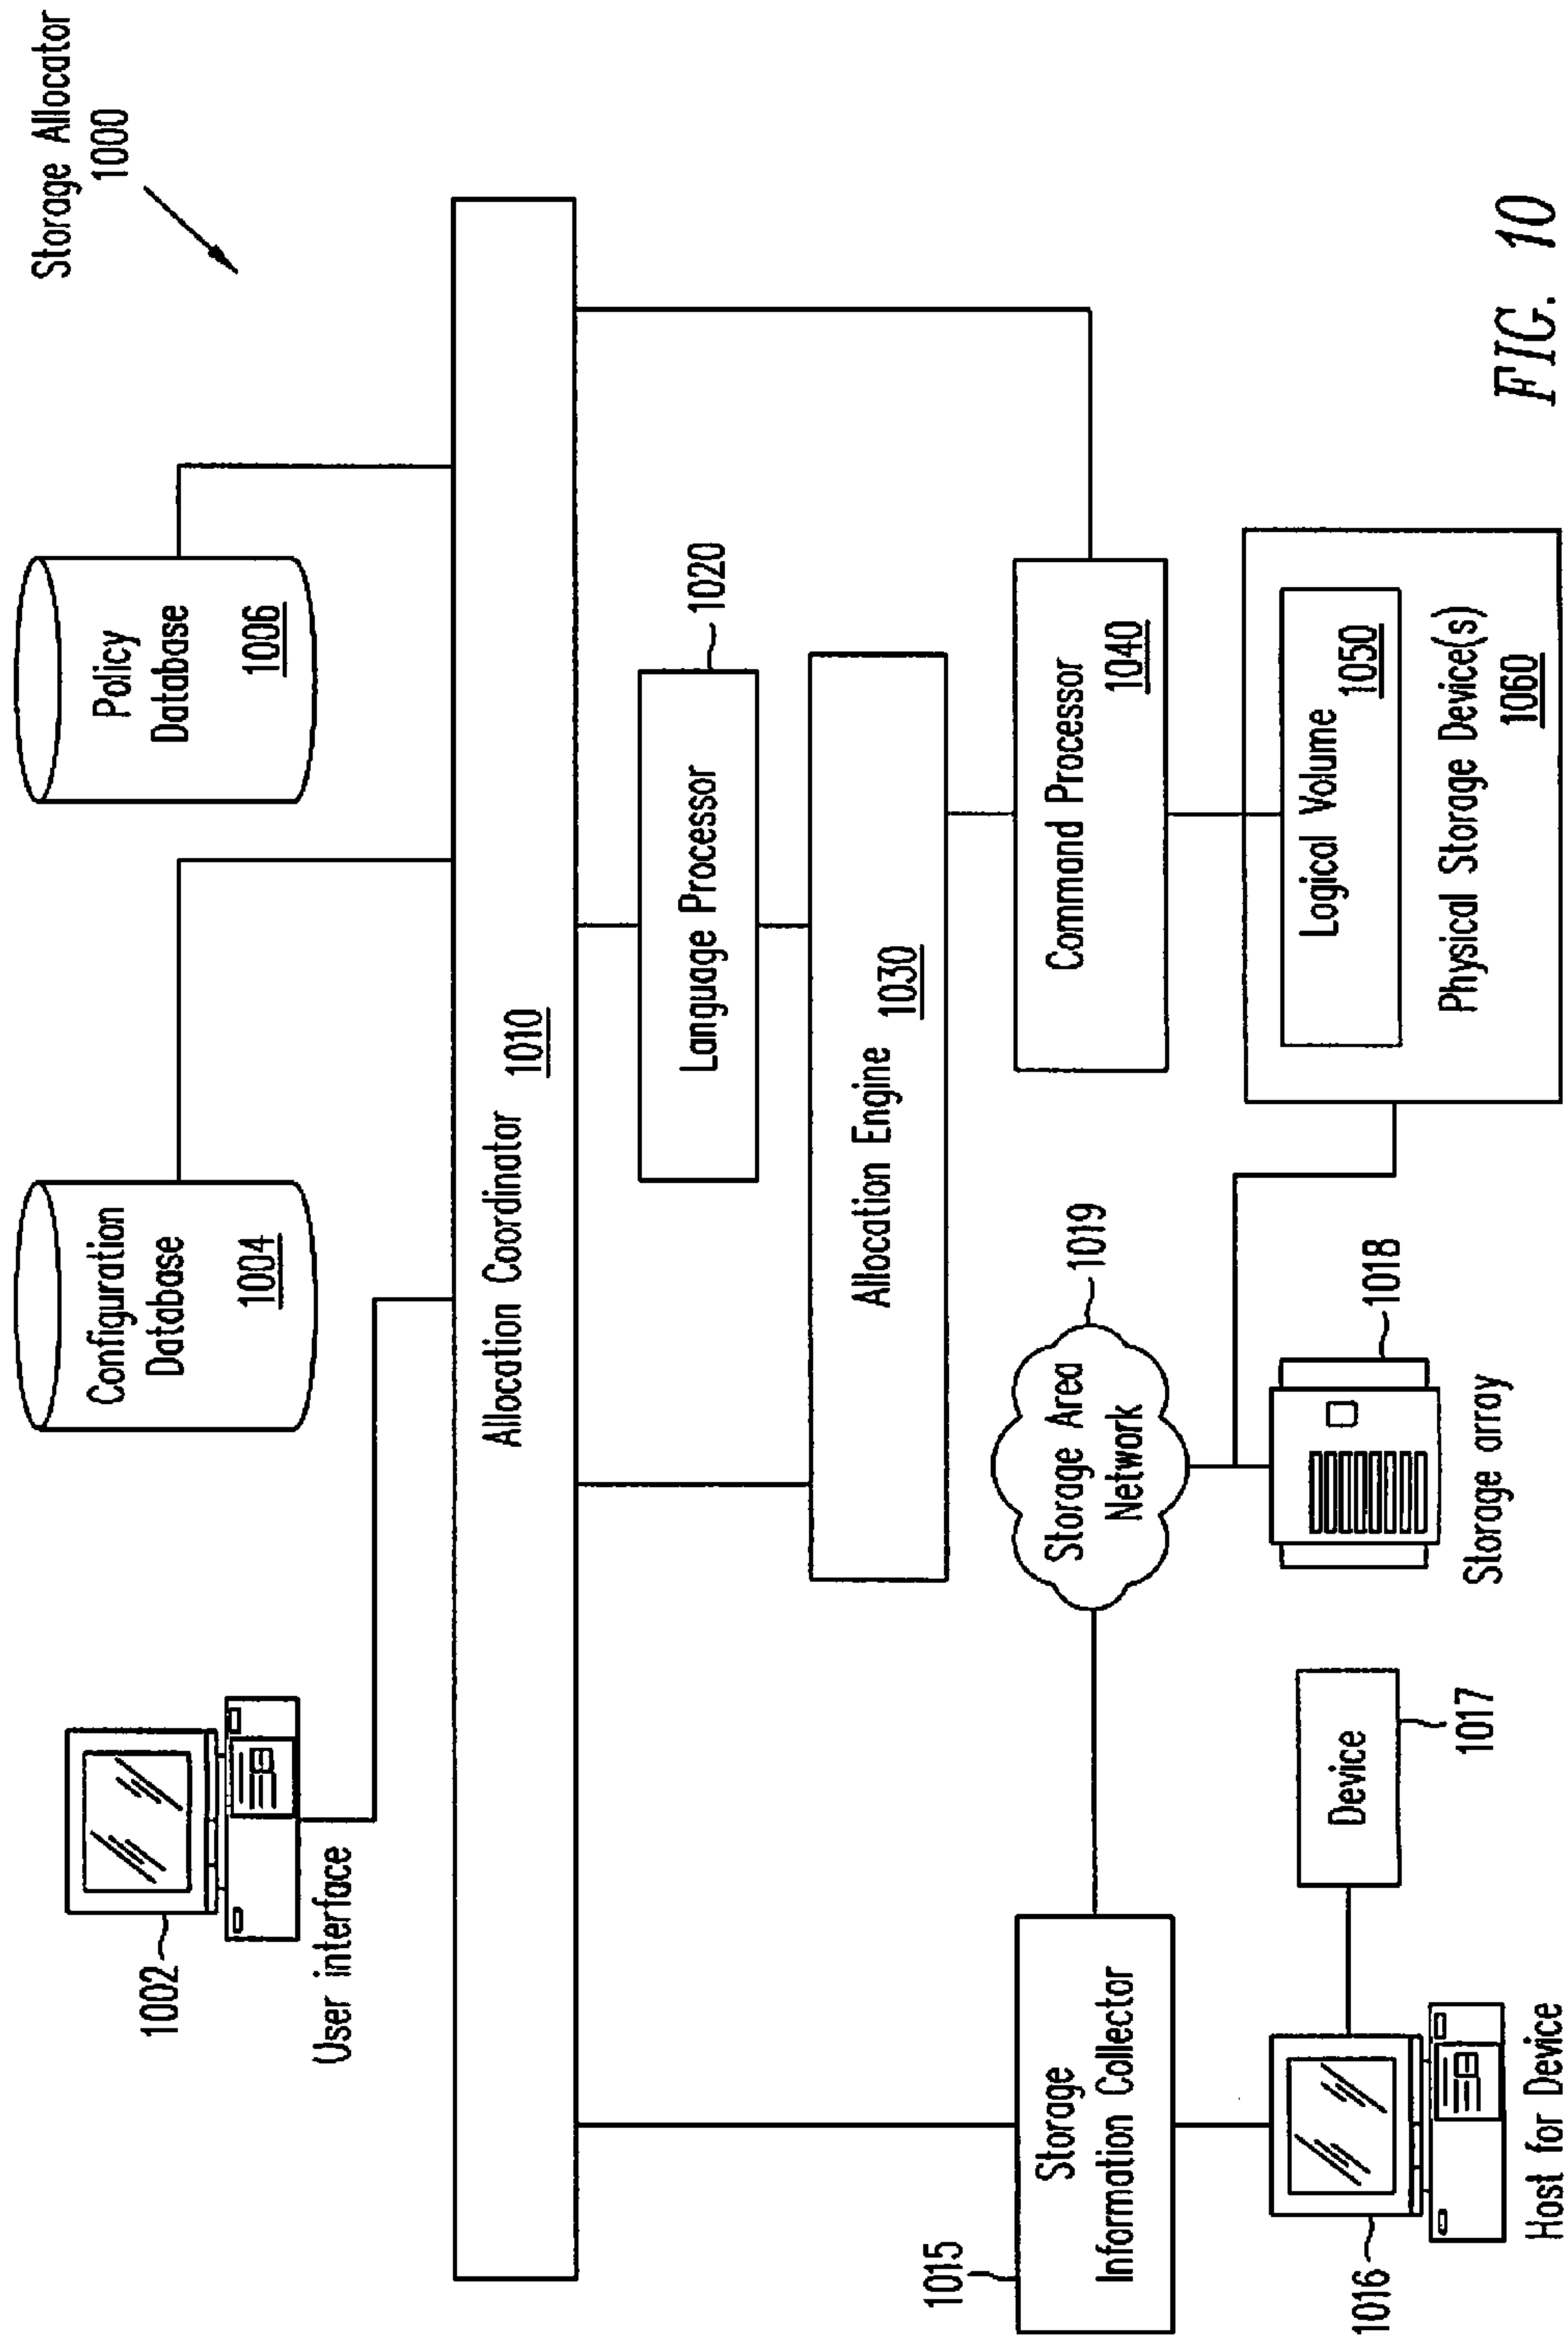 Storage Allocator
1000
1002
User interface
Configuration
Database
1004
Policy
Database
1006
Allocation Coordinator 1010
Language Processor
1020
Allocation Engine 1030
1015
Storage
Information Collector
Storage Area
Network
1019
Command Processor
1040
1016
Host for Device
Device
1017
1018
Storage array
Logical Volume
1050
Physical Storage Device(s)
1060
FIG. 10